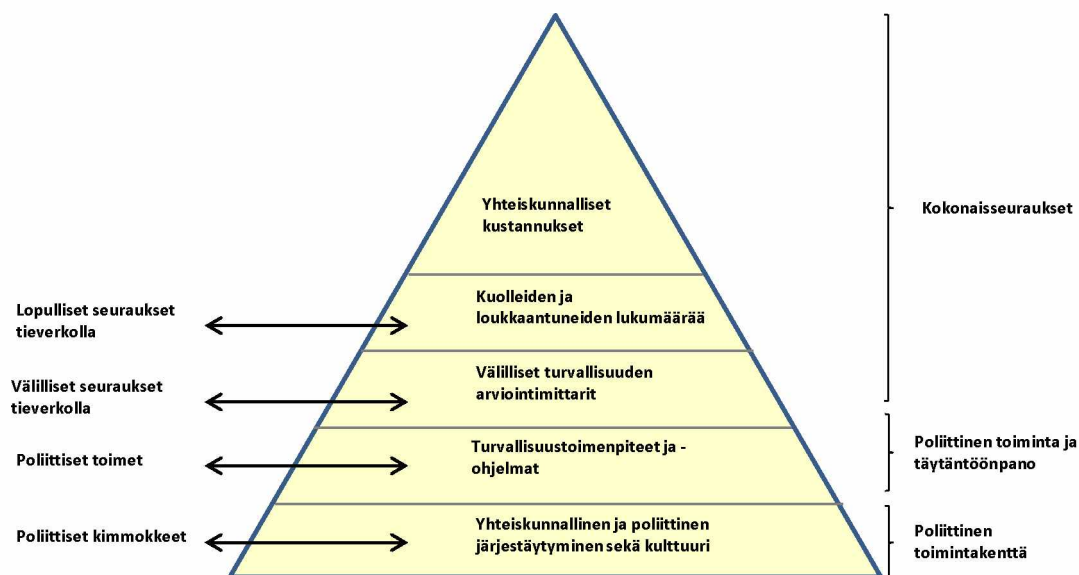 Yhteiskunnalliset
kustannukset
Kokonaisseuraukset
Lopulliset seuraukset
tieverkolla
Kuolleiden ja
loukkaantuneiden lukumäärää
Välilliset seuraukset
tieverkolla
Välilliset turvallisuuden
arviointimittarit
Poliittiset toimet
Turvallisuustoimenpiteet ja -
ohjelmat
Poliittinen toiminta ja
täytäntöönpano
Poliittiset kimmokkeet
Yhteiskunnallinen ja poliittinen
järjestäytyminen sekä kulttuuri
Poliittinen
toimintakenttä